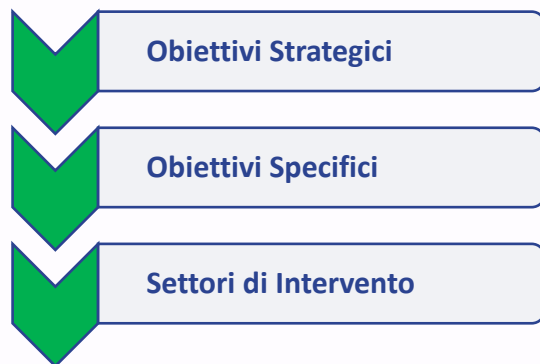 Obiettivi Strategici
Obiettivi Specifici
Settori di Intervento